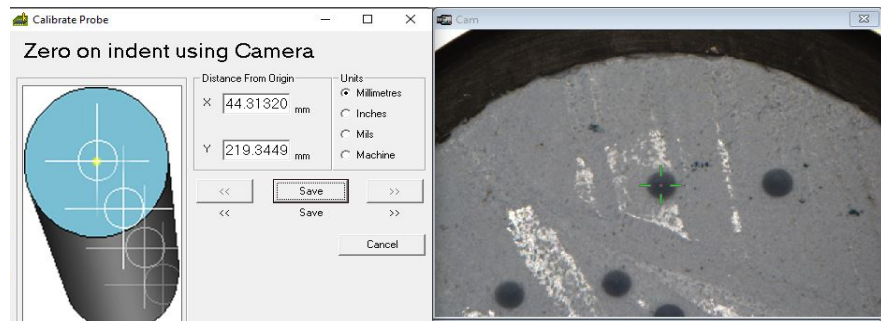 Calibrate Probe
Zero on indent using Camera
Distance From Origin
X 44.31320 mm
Y 219.3449 mm
Units
Millimetres
Inches
Mils
Machine
<< Save >>
<< Save >>
Cancel
Cam